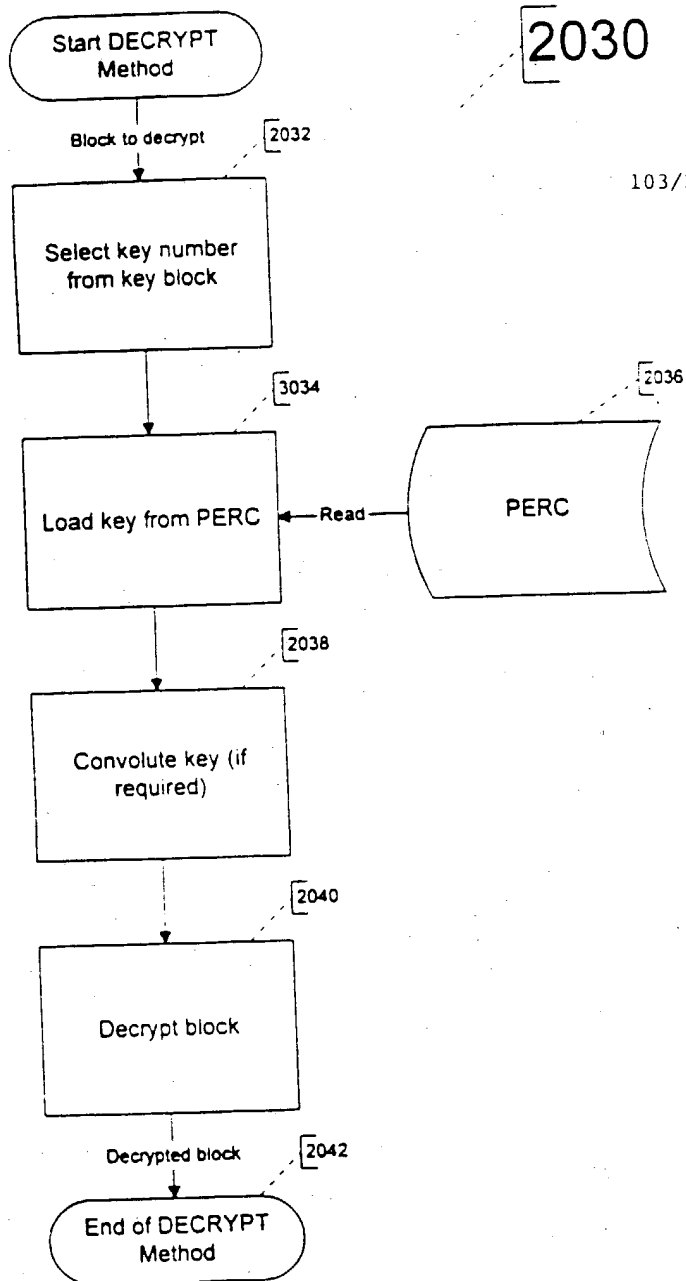 Start DECRYPT
Method
2030
Block to decrypt
2032
103/
Select key number
from key block
3034
2036
Load key from PERC
Read
PERC
2038
Convolute key (if
required)
2040
Decrypt block
Decrypted block
2042
End of DECRYPT
Method